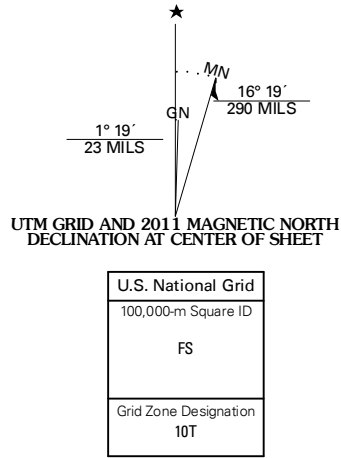 ★
MN
GN
16° 19´
290 MILS
1° 19´
23 MILS
UTM GRID AND 2011 MAGNETIC NORTH
DECLINATION AT CENTER OF SHEET
U.S. National Grid
100,000-m Square ID
FS
Grid Zone Designation
10T